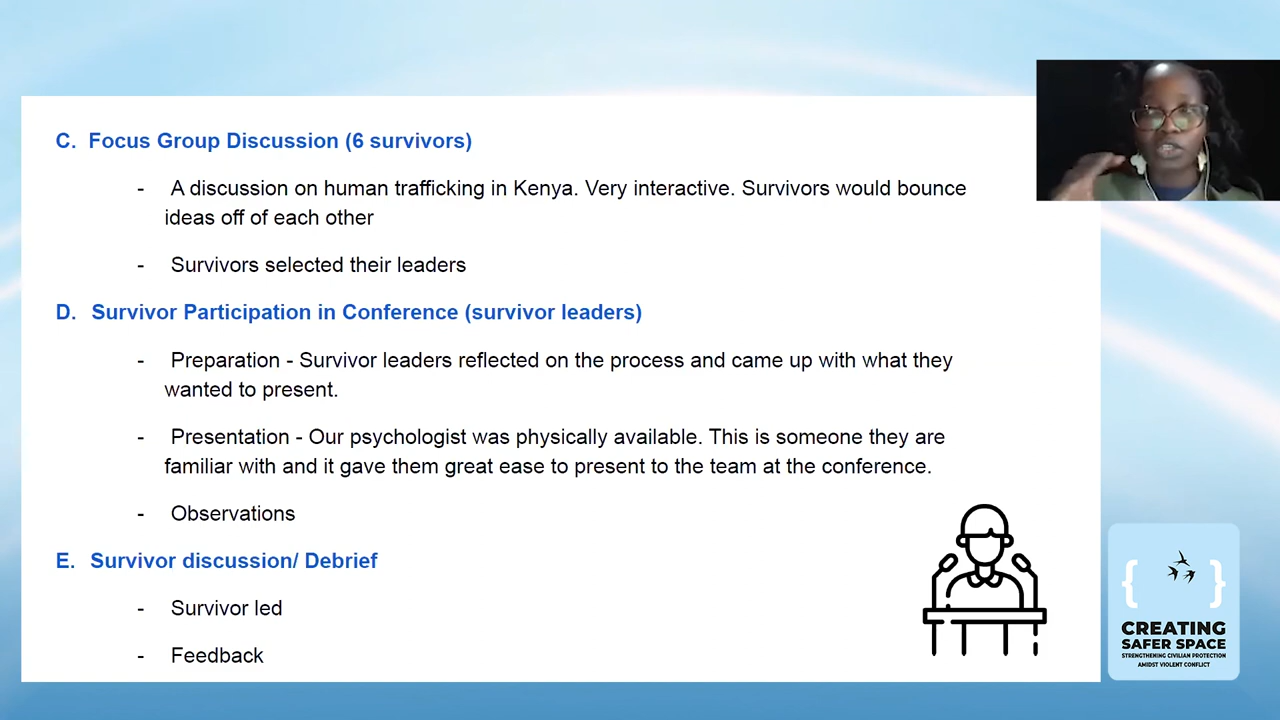 C. Focus Group Discussion (6 survivors)
- A discussion on human trafficking in Kenya. Very interactive. Survivors would bounce
ideas off of each other
- Survivors selected their leaders
D. Survivor Participation in Conference (survivor leaders)
- Preparation - Survivor leaders reflected on the process and came up with what they
wanted to present.
- Presentation - Our psychologist was physically available. This is someone they are
familiar with and it gave them great ease to present to the team at the conference.
- Observations
E. Survivor discussion/ Debrief
- Survivor led
- Feedback
CREATING
SAFER SPACE
STRENGTHENING CIVILIAN PROTECTION
AMIDST VIOLENT CONFLICT